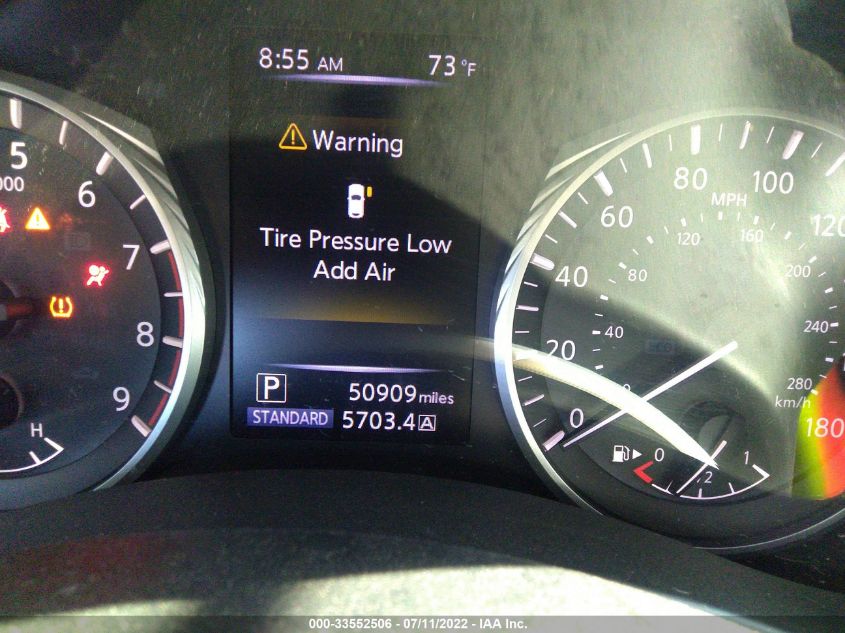 8:55 AM 73°F
Warning
Tire Pressure Low
Add Air
P 50909 miles
STANDARD 5703.4 A
5
000
6
7
8
9
H
0
20
40
60
80
100
120
180
MPH
40
80
120
160
200
240
280
km/h
0
1
000-33552506 / 07/11/2022 - IAA Inc.